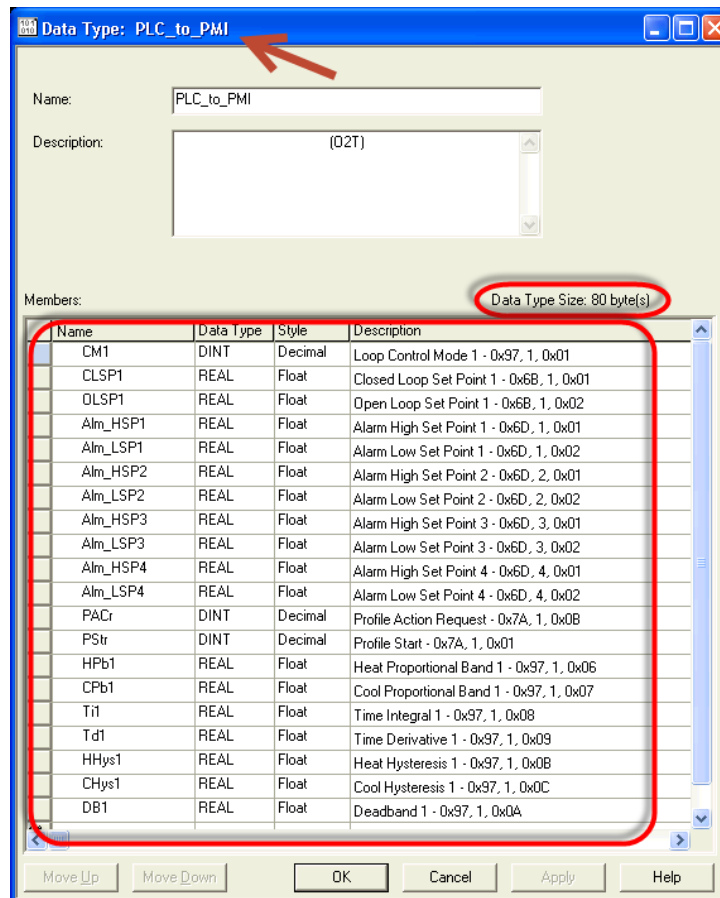 Data Type: PLC_to_PMI
Name: PLC_to_PMI
Description: (O2T)
Members: Data Type Size: 80 byte(s)
Name Data Type Style Description
CM1 DINT Decimal Loop Control Mode 1 - 0x97, 1, 0x01
CLSP1 REAL Float Closed Loop Set Point 1 - 0x6B, 1, 0x01
OLSP1 REAL Float Open Loop Set Point 1 - 0x6B, 1, 0x02
Alm_HSP1 REAL Float Alarm High Set Point 1 - 0x6D, 1, 0x01
Alm_LSP1 REAL Float Alarm Low Set Point 1 - 0x6D, 1, 0x02
Alm_HSP2 REAL Float Alarm High Set Point 2 - 0x6D, 2, 0x01
Alm_LSP2 REAL Float Alarm Low Set Point 2 - 0x6D, 2, 0x02
Alm_HSP3 REAL Float Alarm High Set Point 3 - 0x6D, 3, 0x01
Alm_LSP3 REAL Float Alarm Low Set Point 3 - 0x6D, 3, 0x02
Alm_HSP4 REAL Float Alarm High Set Point 4 - 0x6D, 4, 0x01
Alm_LSP4 REAL Float Alarm Low Set Point 4 - 0x6D, 4, 0x02
PACr DINT Decimal Profile Action Request - 0x7A, 1, 0x0B
PStr DINT Decimal Profile Start - 0x7A, 1, 0x01
HPb1 REAL Float Heat Proportional Band 1 - 0x97, 1, 0x06
CPb1 REAL Float Cool Proportional Band 1 - 0x97, 1, 0x07
Ti1 REAL Float Time Integral 1 - 0x97, 1, 0x08
Td1 REAL Float Time Derivative 1 - 0x97, 1, 0x09
HHys1 REAL Float Heat Hysteresis 1 - 0x97, 1, 0x0B
CHys1 REAL Float Cool Hysteresis 1 - 0x97, 1, 0x0C
DB1 REAL Float Deadband 1 - 0x97, 1, 0x0A
Move Up Move Down OK Cancel Apply Help